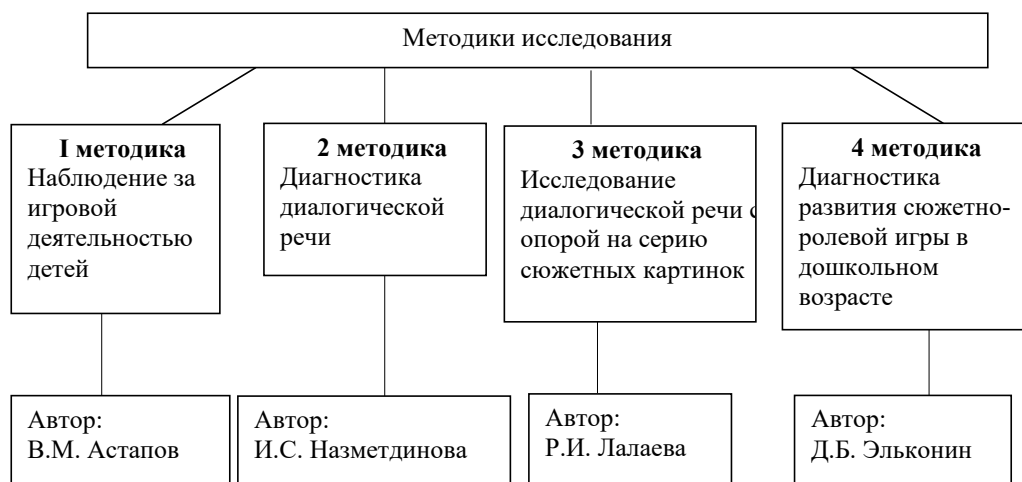 Методики исследования
I методика
Наблюдение за
игровой
деятельностью
детей
2 методика
Диагностика
диалогической
речи
3 методика
Исследование
диалогической речи с
опорой на серию
сюжетных картинок
4 методика
Диагностика
развития сюжетно-
ролевой игры в
дошкольном
возрасте
Автор:
В.М. Астапов
Автор:
И.С. Назметдинова
Автор:
Р.И. Лалаева
Автор:
Д.Б. Эльконин